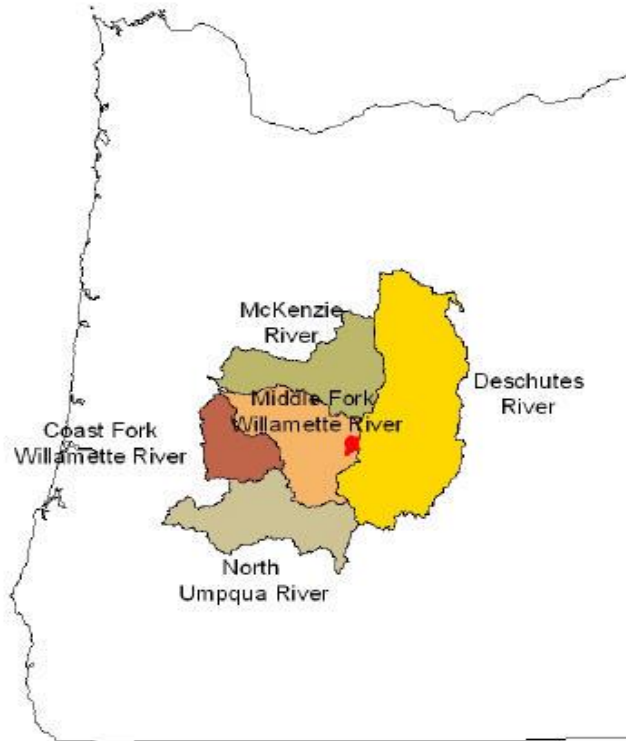 McKenzie
River
Deschutes
River
Middle Fork
Willamette River
Coast Fork
Willamette River
North
Umpqua River